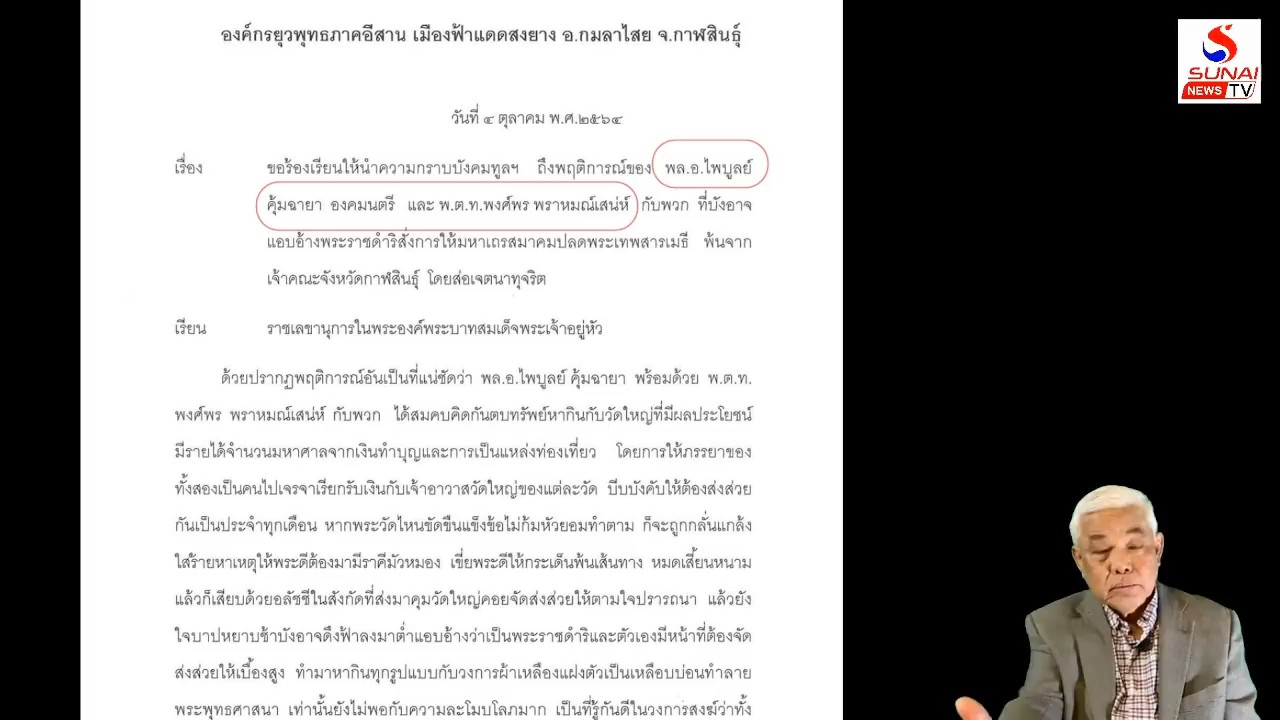 องค์กรยุวพุทธภาคอีสาน เมืองฟ้าแดดสงยาง อ.กมลาไสย จ.กาฬสินธุ์
วันที่ ๔ ตุลาคม พ.ศ.๒๕๖๔
เรื่อง ขอร้องเรียนให้นำความกราบบังคมทูลฯ ถึงพฤติการณ์ของ พล.อ.ไพบูลย์
คุ้มฉายา องคมนตรี และ พ.ต.ท.พงศ์พร พราหมณ์เสน่ห์ กับพวก ที่บังอาจ
แอบอ้างพระราชดำริสั่งการให้มหาเถรสมาคมปลดพระเทพสารเมธี พ้นจาก
เจ้าคณะจังหวัดกาฬสินธุ์ โดยส่อเจตนาทุจริต
เรียน ราชเลขานุการในพระองค์พระบาทสมเด็จพระเจ้าอยู่หัว
ด้วยปรากฏพฤติการณ์อันเป็นที่แน่ชัดว่า พล.อ.ไพบูลย์ คุ้มฉายา พร้อมด้วย พ.ต.ท.
พงศ์พร พราหมณ์เสน่ห์ กับพวก ได้สมคบคิดกันตบทรัพย์หากินกับวัดใหญ่ที่มีผลประโยชน์
มีรายได้จำนวนมหาศาลจากเงินทำบุญและการเป็นแหล่งท่องเที่ยว โดยการให้ภรรยาของ
ทั้งสองเป็นคนไปเจรจาเรียกรับเงินกับเจ้าอาวาสวัดใหญ่ของแต่ละวัด บีบบังคับให้ต้องส่งส่วย
กันเป็นประจำทุกเดือน หากพระวัดไหนขัดขืนแข็งข้อไม่ก้มหัวยอมทำตาม ก็จะถูกกลั่นแกล้ง
ใส่ร้ายหาเหตุให้พระดีต้องมามีราคีมัวหมอง เขี่ยพระดีให้กระเด็นพ้นเส้นทาง หมดเสี้ยนหนาม
แล้วก็เสียบด้วยอลัชชีในสังกัดที่ส่งมาคุมวัดใหญ่คอยจัดส่งส่วยให้ตามใจปรารถนา แล้วยัง
ใจบาปหยาบช้าบังอาจดึงฟ้าลงมาต่ำแอบอ้างว่าเป็นพระราชดำริและตัวเองมีหน้าที่ต้องจัด
ส่งส่วยให้เบื้องสูง ทำมาหากินทุกรูปแบบกับวงการผ้าเหลืองแฝงตัวเป็นเหลือบบ่อนทำลาย
พระพุทธศาสนา เท่านั้นยังไม่พอกับความละโมบโลภมาก เป็นที่รู้กันดีในวงการสงฆ์ว่าทั้ง
SUNAI
NEWS TV